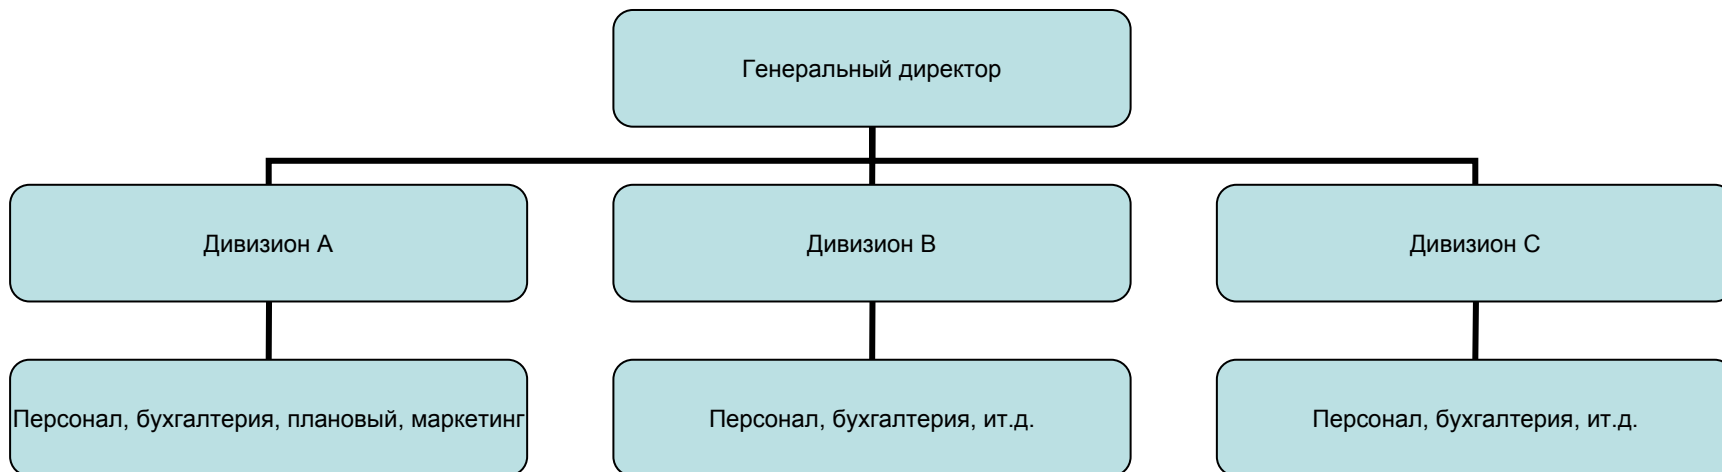 Генеральный директор
Дивизион А
Дивизион В
Дивизион С
Персонал, бухгалтерия, плановый, маркетинг
Персонал, бухгалтерия, ит.д.
Персонал, бухгалтерия, ит.д.